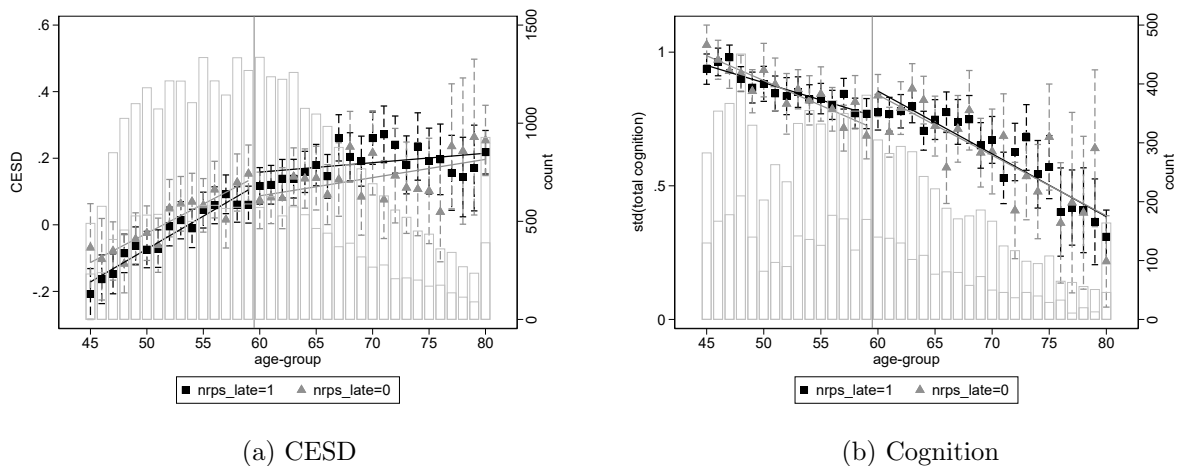 .6
.4
.2
0
-.2
CESD
1500
1000
500
0
count
45 50 55 60 65 70 75 80
age-group
nrps_late=1 nrps_late=0
(a) CESD
1
.5
0
std(total cognition)
500
400
300
200
100
0
count
45 50 55 60 65 70 75 80
age-group
nrps_late=1 nrps_late=0
(b) Cognition